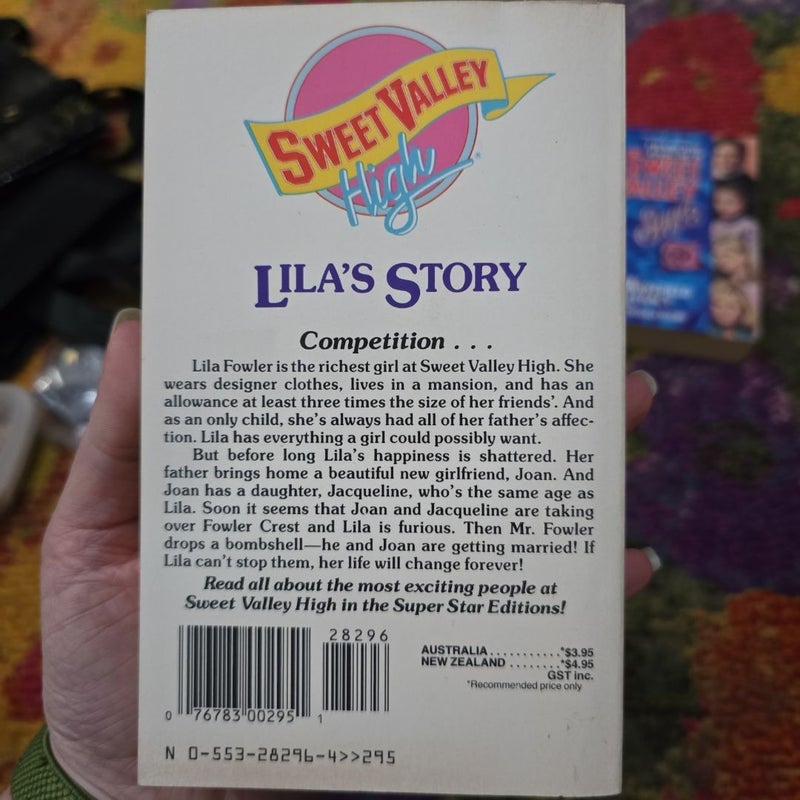 SWEET VALLEY
High
LILA'S STORY
Competition . . .
Lila Fowler is the richest girl at Sweet Valley High. She
wears designer clothes, lives in a mansion, and has an
allowance at least three times the size of her friends'. And
as an only child, she's always had all of her father's affec-
tion. Lila has everything a girl could possibly want.
But before long Lila's happiness is shattered. Her
father brings home a beautiful new girlfriend, Joan. And
Joan has a daughter, Jacqueline, who's the same age as
Lila. Soon it seems that Joan and Jacqueline are taking
over Fowler Crest and Lila is furious. Then Mr. Fowler
drops a bombshell—he and Joan are getting married! If
Lila can't stop them, her life will change forever!
Read all about the most exciting people at
Sweet Valley High in the Super Star Editions!
28296
0 76783 00295 1
AUSTRALIA . . . . . . . . . . . *$3.95
NEW ZEALAND . . . . . . . . *$4.95
GST inc.
*Recommended price only
N 0-553-28296-4>>295
SWEET
VALLEY